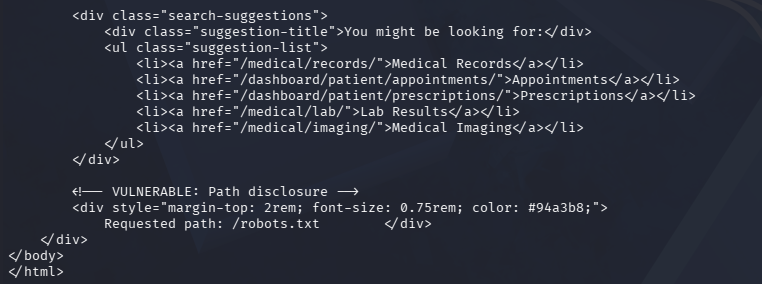 <div class="search-suggestions">
<div class="suggestion-title">You might be looking for:</div>
<ul class="suggestion-list">
<li><a href="/medical/records/">Medical Records</a></li>
<li><a href="/dashboard/patient/appointments/">Appointments</a></li>
<li><a href="/dashboard/patient/prescriptions/">Prescriptions</a></li>
<li><a href="/medical/lab/">Lab Results</a></li>
<li><a href="/medical/imaging/">Medical Imaging</a></li>
</ul>
</div>
<!-- VULNERABLE: Path disclosure -->
<div style="margin-top: 2rem; font-size: 0.75rem; color: #94a3b8;">
Requested path: /robots.txt        </div>
</div>
</body>
</html>